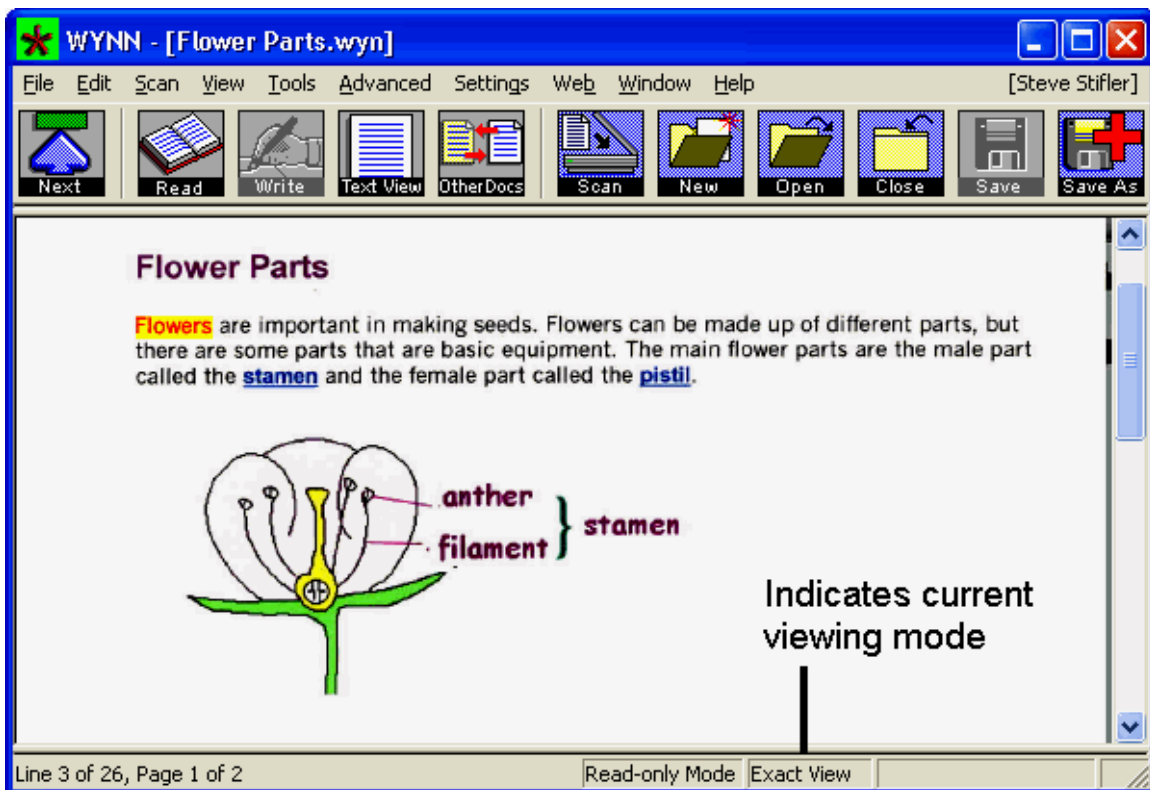 WYNN - [Flower Parts.wyn]
File Edit Scan View Tools Advanced Settings Web Window Help [Steve Stifler]
Next Read Write Text View OtherDocs Scan New Open Close Save Save As
Flower Parts
Flowers are important in making seeds. Flowers can be made up of different parts, but
there are some parts that are basic equipment. The main flower parts are the male part
called the stamen and the female part called the pistil.
anther
stamen
filament
Indicates current
viewing mode
Line 3 of 26, Page 1 of 2 Read-only Mode Exact View